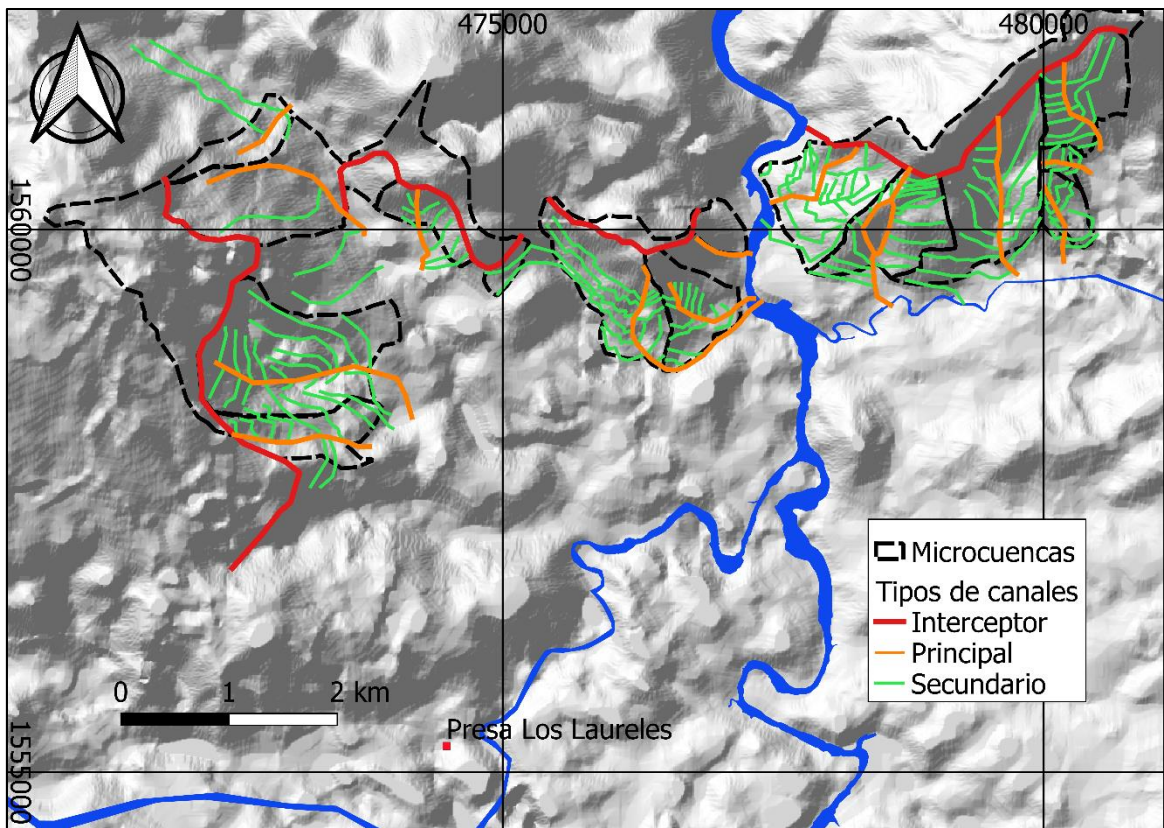 475000
480000
1560000
Microcuencas
Tipos de canales
Interceptor
Principal
Secundario
0 1 2 km
Presa Los Laureles
1555000